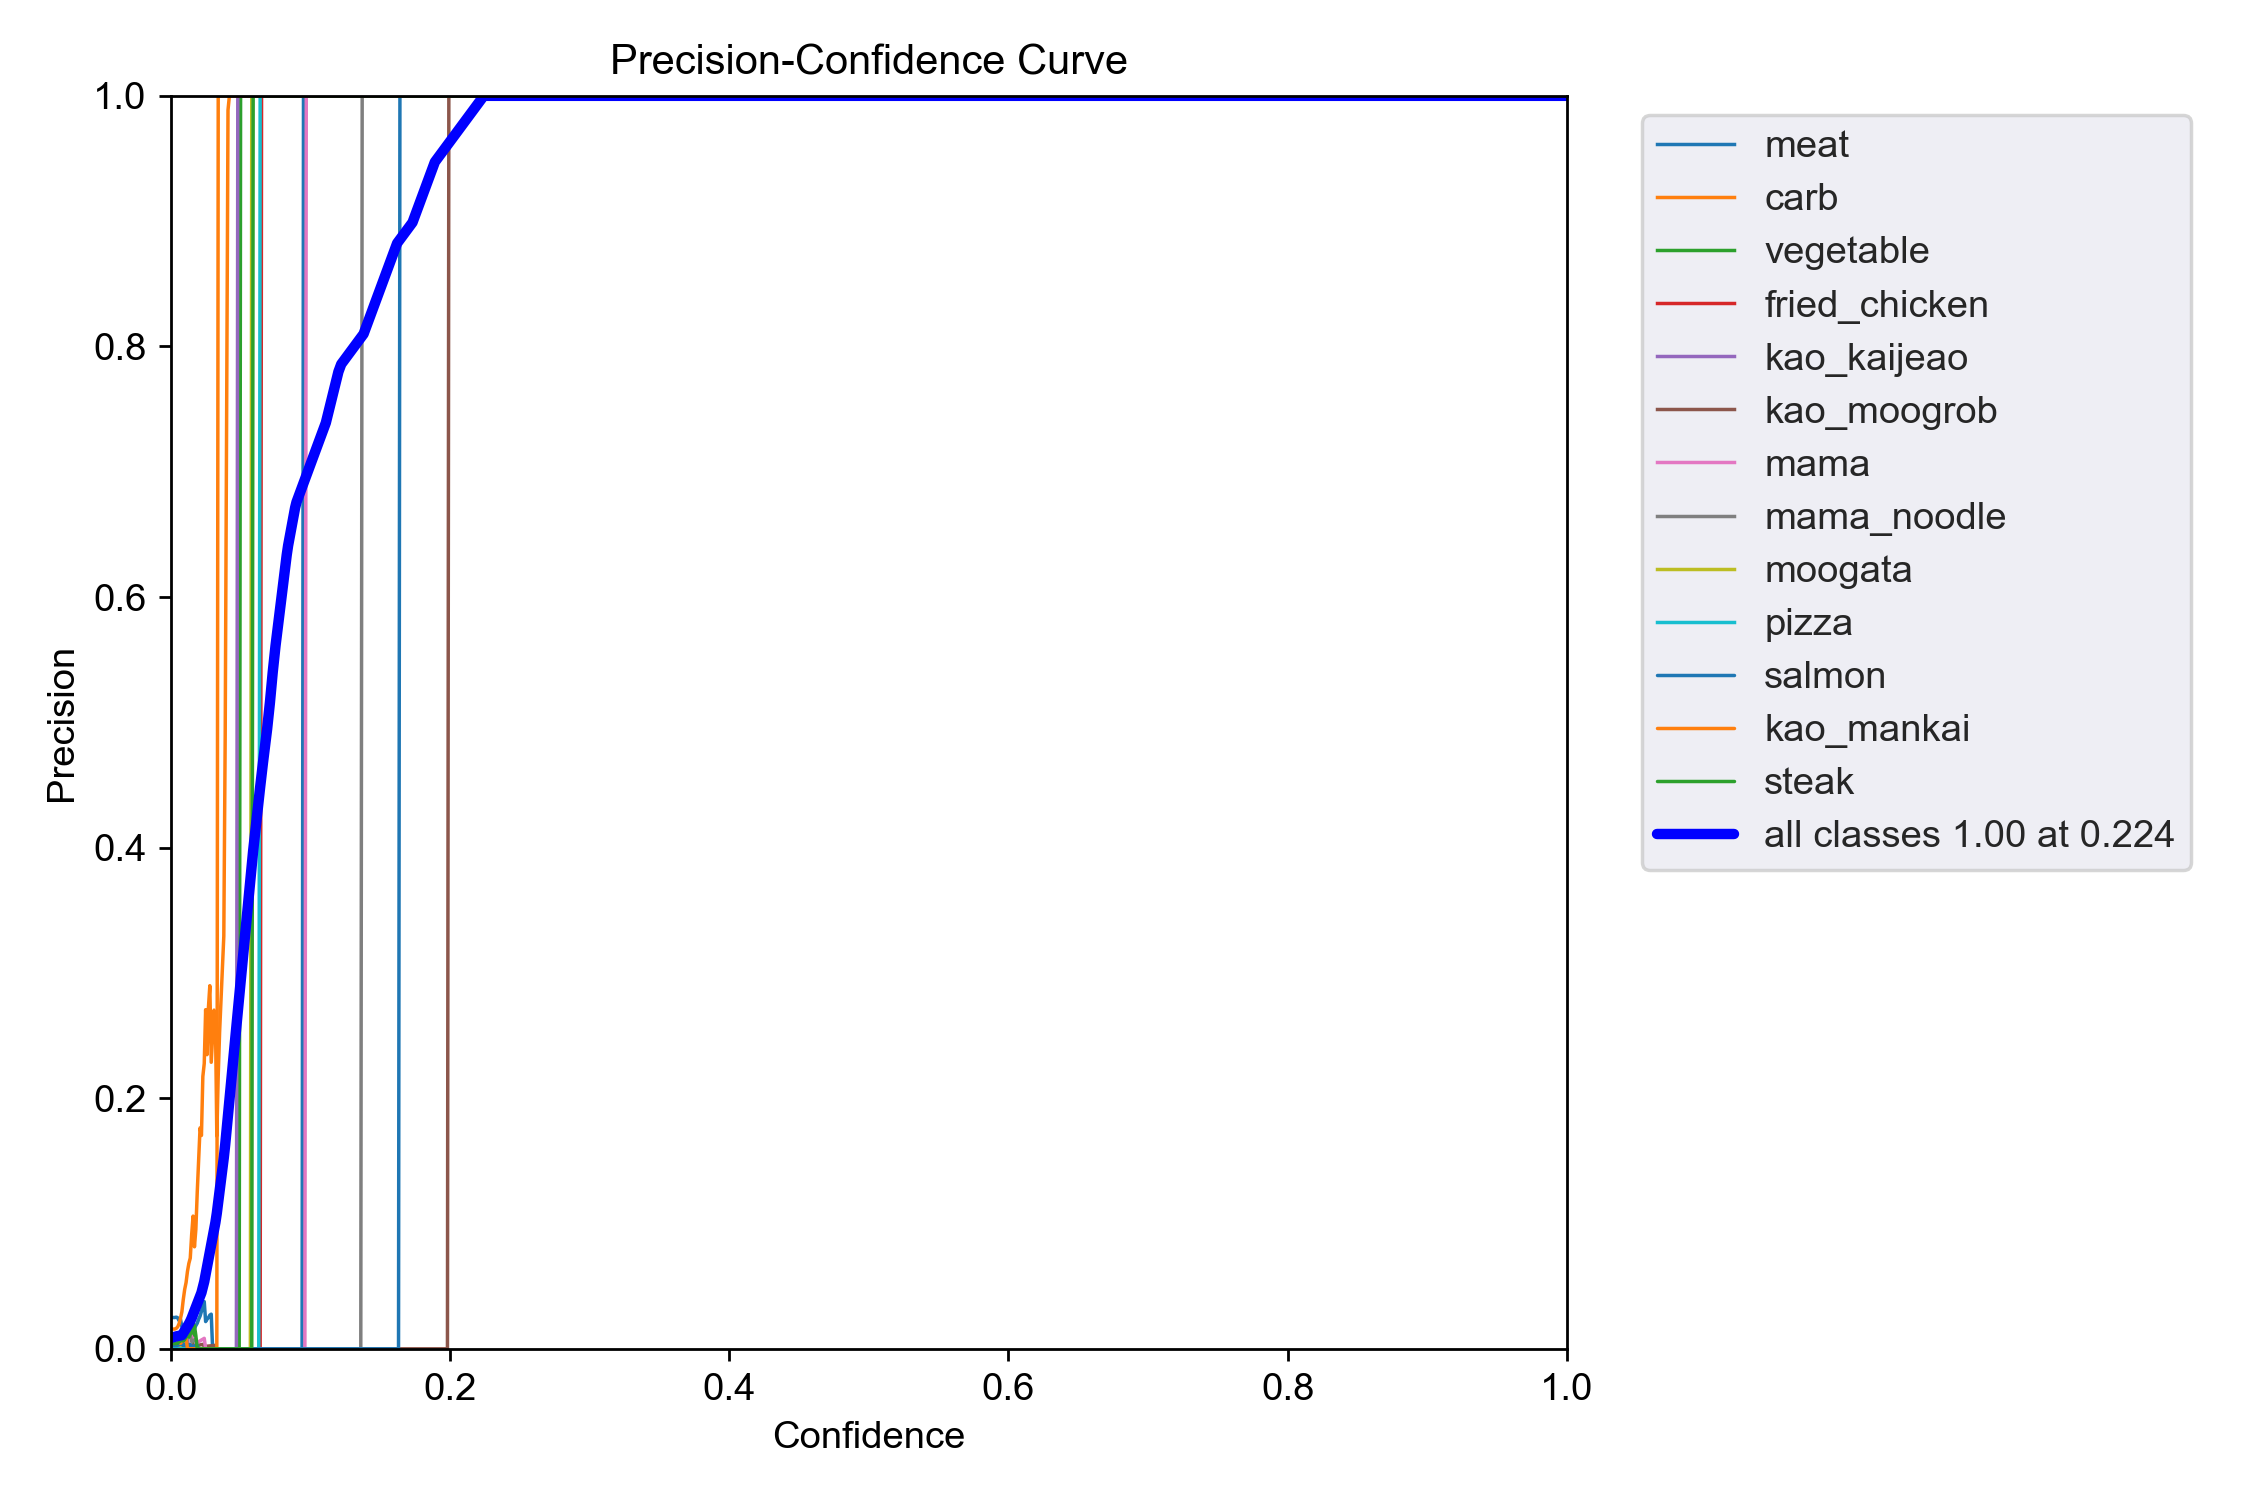 Precision-Confidence Curve
1.0
0.8
0.6
0.4
0.2
0.0
Precision
0.0 0.2 0.4 0.6 0.8 1.0
Confidence
meat
carb
vegetable
fried_chicken
kao_kaijeao
kao_moogrob
mama
mama_noodle
moogata
pizza
salmon
kao_mankai
steak
all classes 1.00 at 0.224